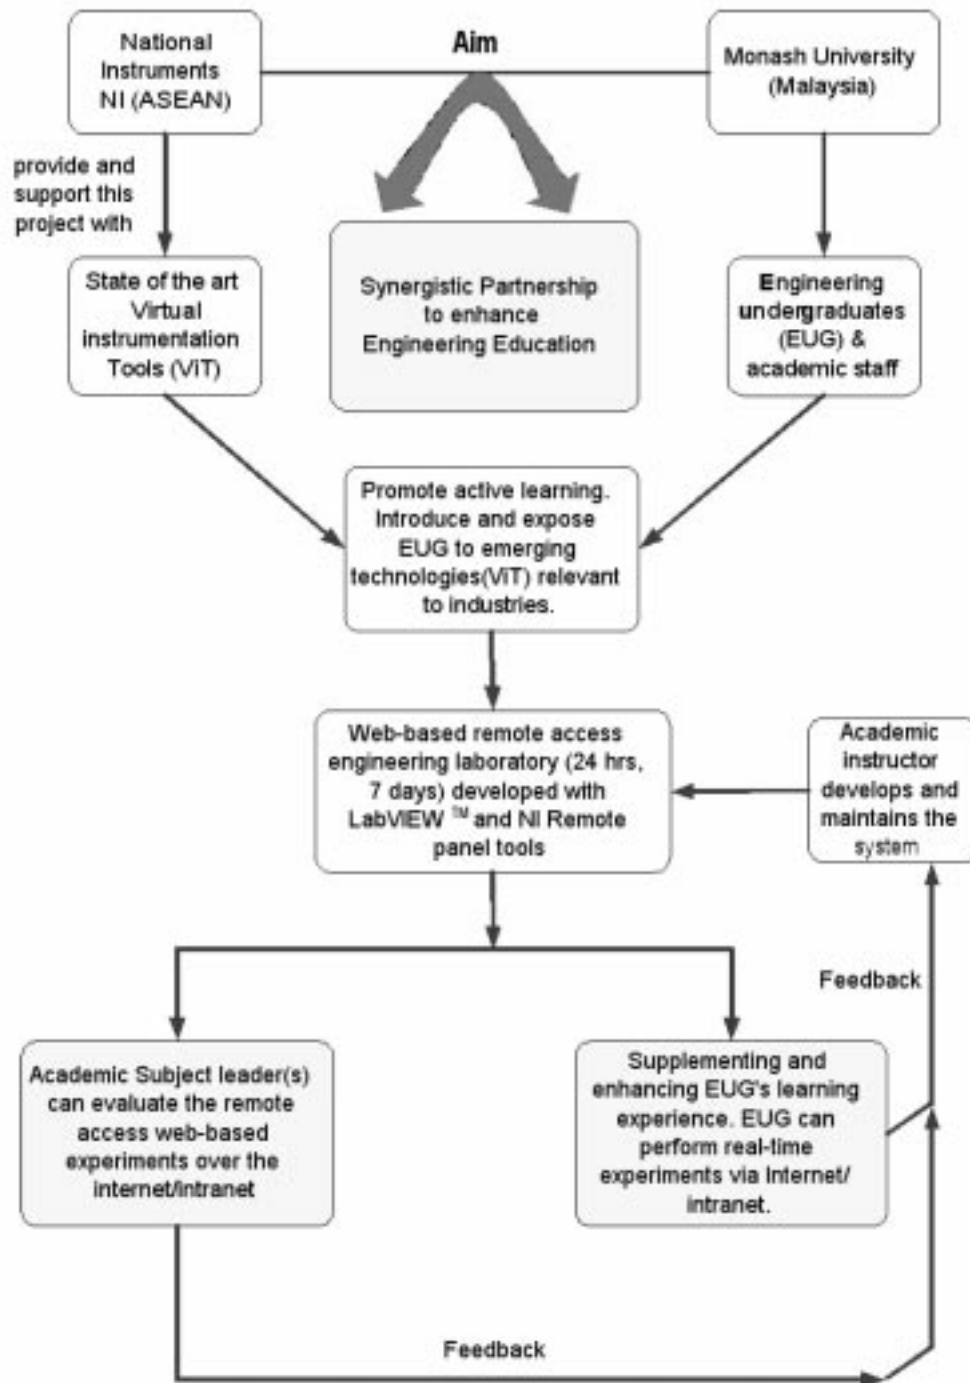 National
Instruments
NI (ASEAN)
Aim
Monash University
(Malaysia)
provide and
support this
project with
State of the art
Virtual
instrumentation
Tools (ViT)
Synergistic Partnership
to enhance
Engineering Education
Engineering
undergraduates
(EUG) &
academic staff
Promote active learning.
Introduce and expose
EUG to emerging
technologies(ViT) relevant
to industries.
Web-based remote access
engineering laboratory (24 hrs,
7 days) developed with
LabVIEW ™ and NI Remote
panel tools
Academic
instructor
develops and
maintains the
system
Feedback
Academic Subject leader(s)
can evaluate the remote
access web-based
experiments over the
internet/intranet
Supplementing and
enhancing EUG's learning
experience. EUG can
perform real-time
experiments via Internet/
intranet.
Feedback